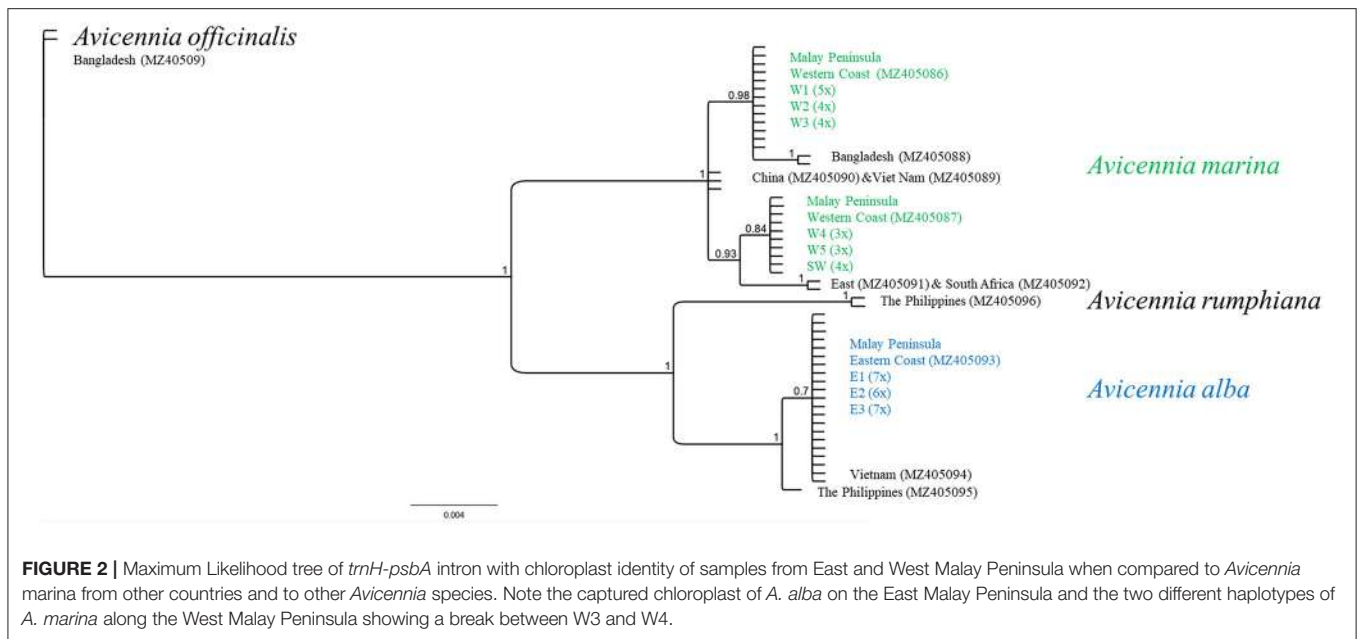 Avicennia officinalis
Bangladesh (MZ40509)
Malay Peninsula
Western Coast (MZ405086)
W1 (5x)
W2 (4x)
W3 (4x)
0.98
1
Bangladesh (MZ405088)
Avicennia marina
1
China (MZ405090) & Viet Nam (MZ405089)
Malay Peninsula
Western Coast (MZ405087)
W4 (3x)
W5 (3x)
SW (4x)
0.84
0.93
1
East (MZ405091) & South Africa (MZ405092)
1
1
The Philippines (MZ405096)
Avicennia rumphiana
Malay Peninsula
Eastern Coast (MZ405093)
E1 (7x)
E2 (6x)
E3 (7x)
Avicennia alba
1
0.7
1
Vietnam (MZ405094)
The Philippines (MZ405095)
0.004
FIGURE 2 | Maximum Likelihood tree of trnH-psbA intron with chloroplast identity of samples from East and West Malay Peninsula when compared to Avicennia
marina from other countries and to other Avicennia species. Note the captured chloroplast of A. alba on the East Malay Peninsula and the two different haplotypes of
A. marina along the West Malay Peninsula showing a break between W3 and W4.